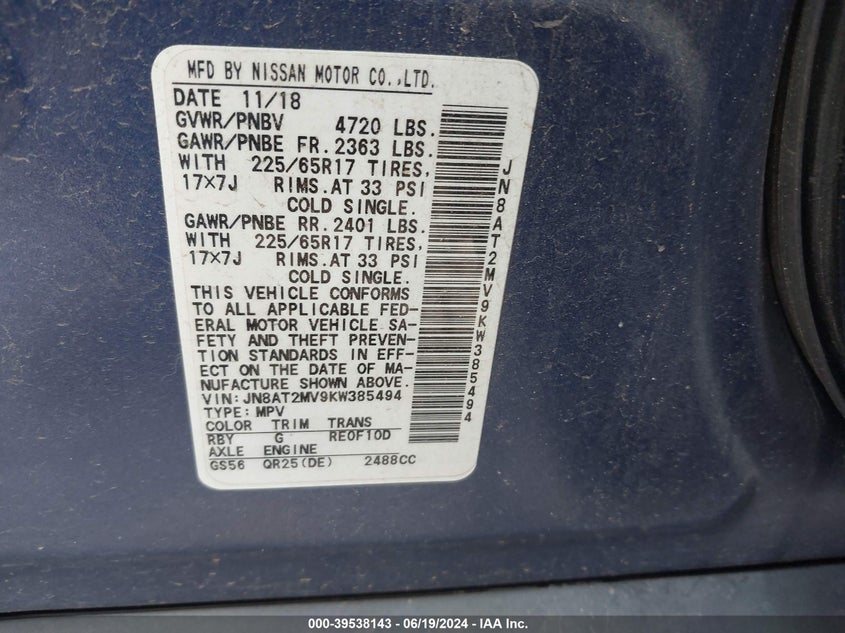 MFD BY NISSAN MOTOR CO.,LTD.
DATE 11/18
GVWR/PNBV 4720 LBS.
GAWR/PNBE FR. 2363 LBS.
WITH 225/65R17 TIRES,
17×7J RIMS.AT 33 PSI
COLD SINGLE.
GAWR/PNBE RR. 2401 LBS.
WITH 225/65R17 TIRES,
17×7J RIMS.AT 33 PSI
COLD SINGLE.
THIS VEHICLE CONFORMS
TO ALL APPLICABLE FED-
ERAL MOTOR VEHICLE SA-
FETY AND THEFT PREVEN-
TION STANDARDS IN EFF-
ECT ON THE DATE OF MA-
NUFACTURE SHOWN ABOVE.
VIN: JN8AT2MV9KW385494
TYPE: MPV
COLOR TRIM TRANS
RBY G RE0F10D
AXLE ENGINE
GS56 QR25(DE) 2488CC
JN8AT2MV9KW385494
000-39538143 - 06/19/2024 - IAA Inc.